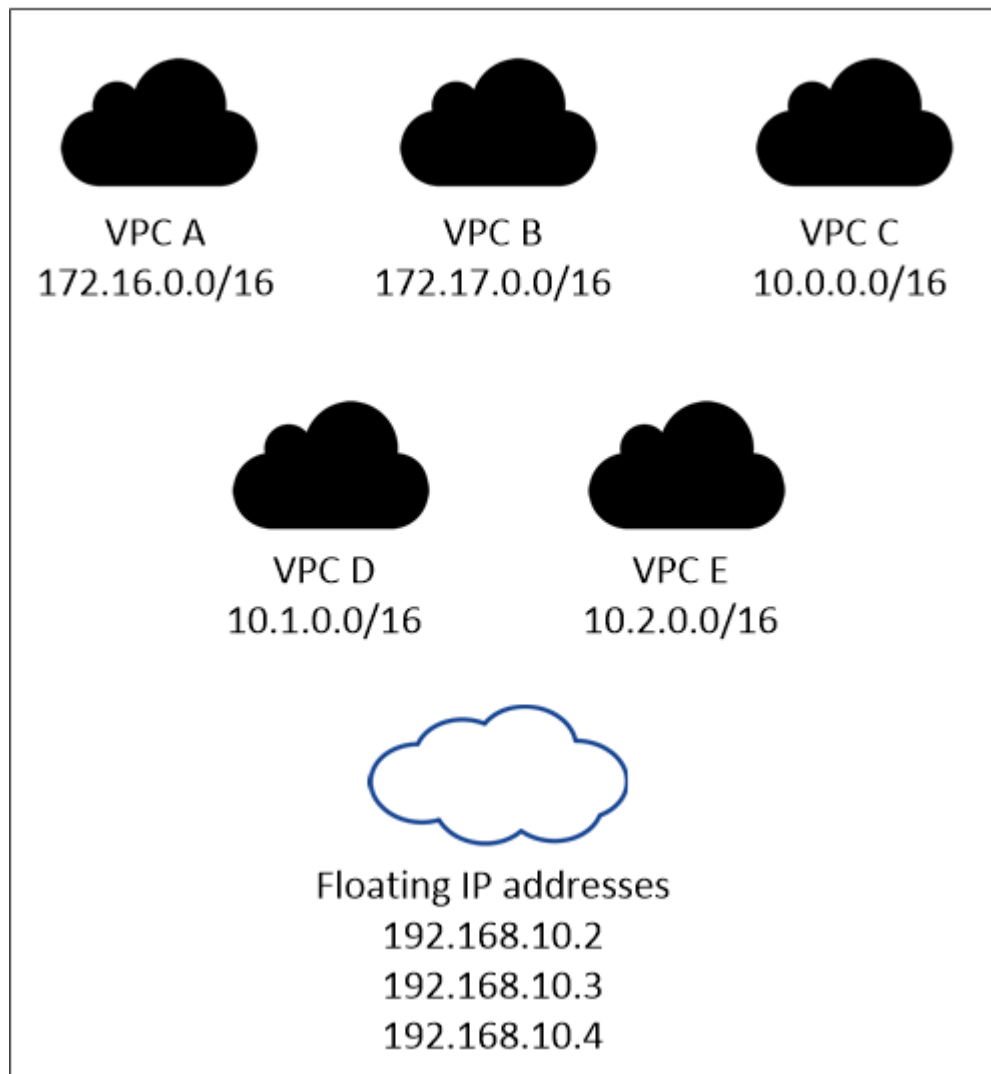 VPC A
172.16.0.0/16
VPC B
172.17.0.0/16
VPC C
10.0.0.0/16
VPC D
10.1.0.0/16
VPC E
10.2.0.0/16
Floating IP addresses
192.168.10.2
192.168.10.3
192.168.10.4